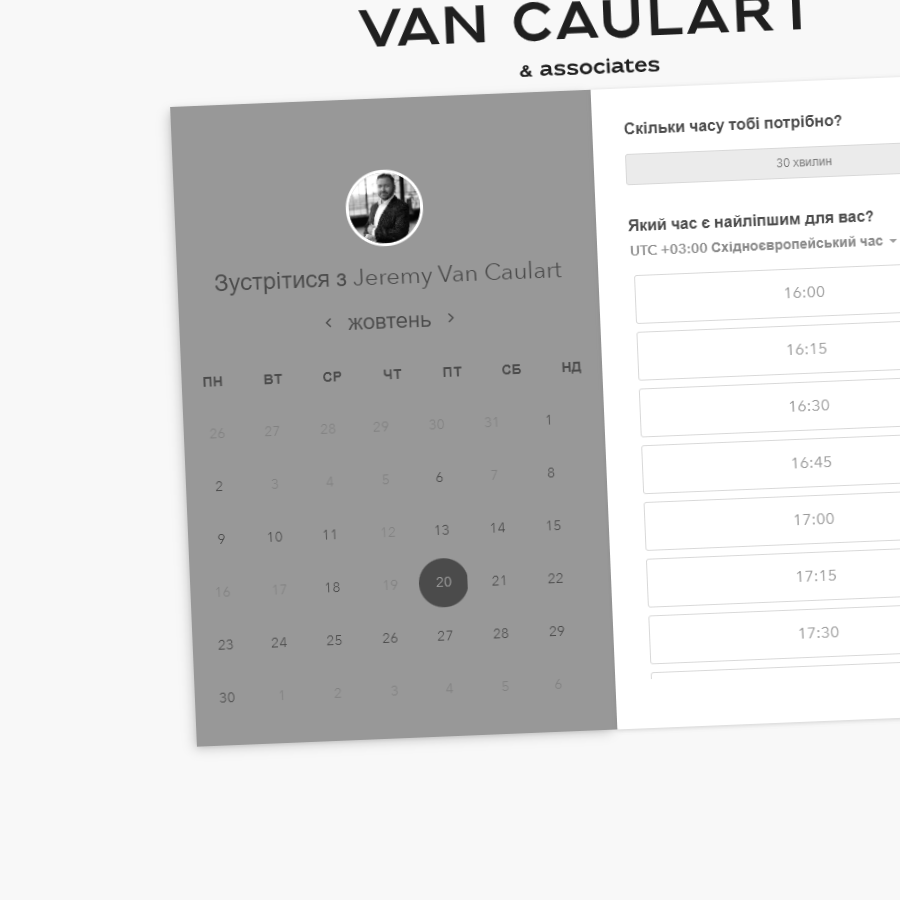 VAN CAULART
& associates
Зустрітися з Jeremy Van Caulart
жовтень
ПН ВТ СР ЧТ ПТ СБ НД
26 27 28 29 30 31 1
2 3 4 5 6 7 8
9 10 11 12 13 14 15
16 17 18 19 20 21 22
23 24 25 26 27 28 29
30 1 2 3 4 5 6
Скільки часу тобі потрібно?
30 хвилин
Який час є найліпшим для вас?
UTC +03:00 Східноєвропейський час
16:00
16:15
16:30
16:45
17:00
17:15
17:30